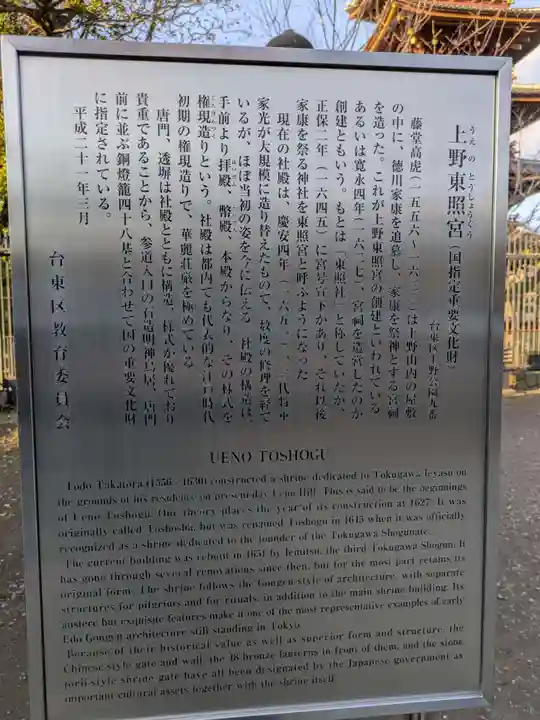 上野東照宮（国指定重要文化財）
うえの とうしょうぐう
台東区上野公園九番
藤堂高虎（一五五六～一六三〇）は上野山内の屋敷
の中に、徳川家康を追慕し、家康を祭神とする宮祠
を造った。これが上野東照宮の創建といわれている。
あるいは寛永四年（一六二七）、宮祠を造営したのが
創建ともいう。もとは「東照社」と称していたが、
正保二年（一六四五）に宮号宣下があり、それ以後
家康を祭る神社を東照宮と呼ぶようになった。
現在の社殿は、慶安四年（一六五一）、三代将軍
家光が大規模に造り替えたもので、数度の修理を経て
いるが、ほぼ当初の姿を今に伝える。社殿の構造は、
手前より拝殿、幣殿、本殿からなり、その様式を
権現造りという。社殿は都内でも代表的な江戸時代
初期の権現造りで、華麗荘厳を極めている。
唐門、透塀は社殿とともに構造、様式が優れており
貴重であることから、参道入口の石造明神鳥居、唐門
前に並ぶ銅燈籠四十八基と合わせて国の重要文化財
に指定されている。
平成二十一年三月
台東区教育委員会
UENO TOSHOGU
Todo Takatora (1556 - 1630) constructed a shrine dedicated to Tokugawa Ieyasu on
the grounds of his residence on present-day Ueno Hill. This is said to be the beginnings
of Ueno Toshogu. One theory places the year of its construction at 1627. It was
originally called Toshosha, but was renamed Toshogu in 1645 when it was officially
recognized as a shrine dedicated to the founder of the Tokugawa Shogunate.
The current building was rebuilt in 1651 by Iemitsu, the third Tokugawa Shogun. It
has gone through several renovations since then, but for the most part retains its
original form. The shrine follows the Gongen style of architecture, with separate
structures for pilgrims and for rituals, in addition to the main shrine building. Its
austere but exquisite features make it one of the most representative examples of early
Edo Gongen architecture still standing in Tokyo.
Because of their historical value as well as superior form and structure, the
Chinese-style gate and wall, the 48 bronze lanterns in front of them, and the stone
torii-style shrine gate have all been designated by the Japanese government as
important cultural assets together with the shrine itself.